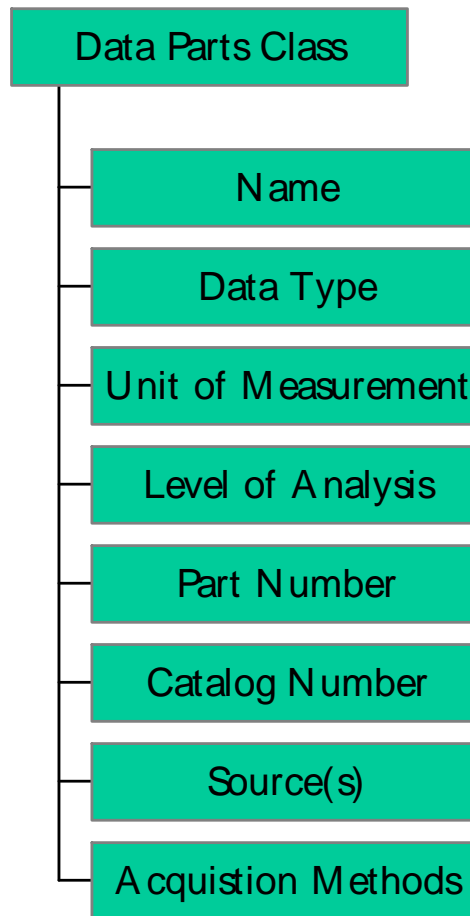 Data Parts Class
Name
Data Type
Unit of Measurement
Level of Analysis
Part Number
Catalog Number
Source(s)
Acquistion Methods